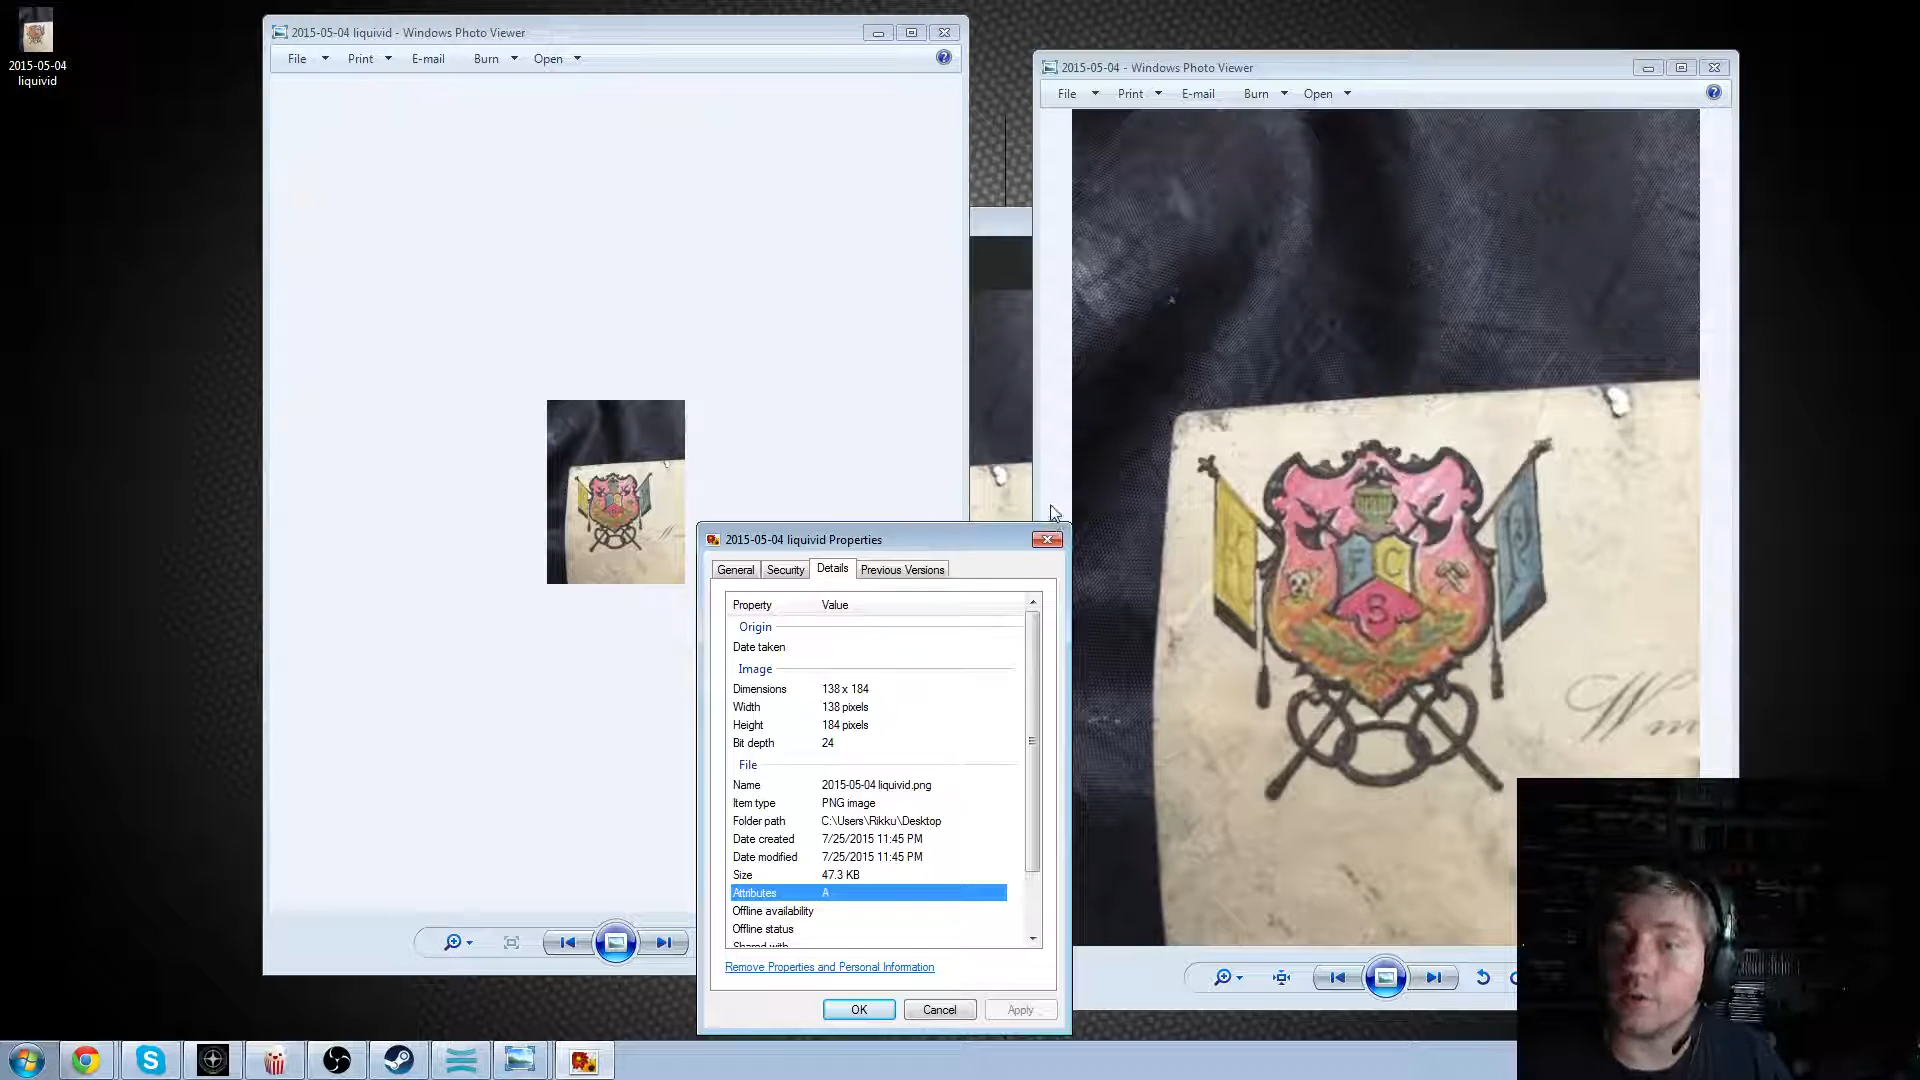 2015-05-04
liquivid
2015-05-04 liquivid - Windows Photo Viewer
File Print E-mail Burn Open
2015-05-04 - Windows Photo Viewer
File Print E-mail Burn Open
F C
3
Wm
2015-05-04 liquivid Properties
General Security Details Previous Versions
Property Value
Origin
Date taken
Image
Dimensions 138 x 184
Width 138 pixels
Height 184 pixels
Bit depth 24
File
Name 2015-05-04 liquivid.png
Item type PNG image
Folder path C:\Users\Rikku\Desktop
Date created 7/25/2015 11:45 PM
Date modified 7/25/2015 11:45 PM
Size 47.3 KB
Attributes A
Offline availability
Offline status
Shared with
Remove Properties and Personal Information
OK Cancel Apply